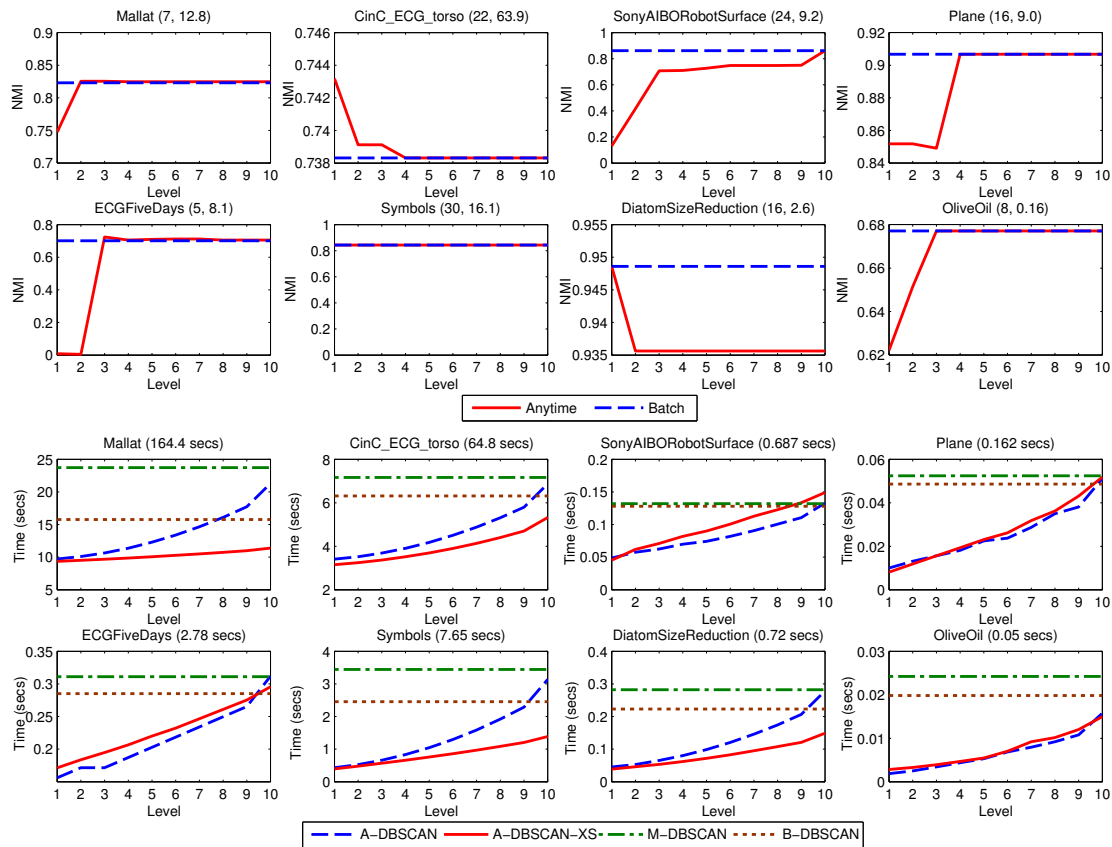 Mallat (7, 12.8)
CinC_ECG_torso (22, 63.9)
SonyAIBORobotSurface (24, 9.2)
Plane (16, 9.0)
NMI
0.9
0.85
0.8
0.75
0.7
1 2 3 4 5 6 7 8 9 10
Level
NMI
0.746
0.744
0.742
0.74
0.738
1 2 3 4 5 6 7 8 9 10
Level
NMI
1
0.8
0.6
0.4
0.2
0
1 2 3 4 5 6 7 8 9 10
Level
NMI
0.92
0.9
0.88
0.86
0.84
1 2 3 4 5 6 7 8 9 10
Level
ECGFiveDays (5, 8.1)
Symbols (30, 16.1)
DiatomSizeReduction (16, 2.6)
OliveOil (8, 0.16)
NMI
0.8
0.6
0.4
0.2
0
1 2 3 4 5 6 7 8 9 10
Level
NMI
1
0.8
0.6
0.4
0.2
0
1 2 3 4 5 6 7 8 9 10
Level
NMI
0.955
0.95
0.945
0.94
0.935
1 2 3 4 5 6 7 8 9 10
Level
NMI
0.68
0.66
0.64
0.62
1 2 3 4 5 6 7 8 9 10
Level
Anytime
Batch
Mallat (164.4 secs)
CinC_ECG_torso (64.8 secs)
SonyAIBORobotSurface (0.687 secs)
Plane (0.162 secs)
Time (secs)
25
20
15
10
5
1 2 3 4 5 6 7 8 9 10
Level
Time (secs)
8
6
4
2
1 2 3 4 5 6 7 8 9 10
Level
Time (secs)
0.2
0.15
0.1
0.05
0
1 2 3 4 5 6 7 8 9 10
Level
Time (secs)
0.06
0.04
0.02
0
1 2 3 4 5 6 7 8 9 10
Level
ECGFiveDays (2.78 secs)
Symbols (7.65 secs)
DiatomSizeReduction (0.72 secs)
OliveOil (0.05 secs)
Time (secs)
0.35
0.3
0.25
0.2
1 2 3 4 5 6 7 8 9 10
Level
Time (secs)
4
3
2
1
0
1 2 3 4 5 6 7 8 9 10
Level
Time (secs)
0.4
0.3
0.2
0.1
0
1 2 3 4 5 6 7 8 9 10
Level
Time (secs)
0.03
0.02
0.01
0
1 2 3 4 5 6 7 8 9 10
Level
A-DBSCAN
A-DBSCAN-XS
M-DBSCAN
B-DBSCAN